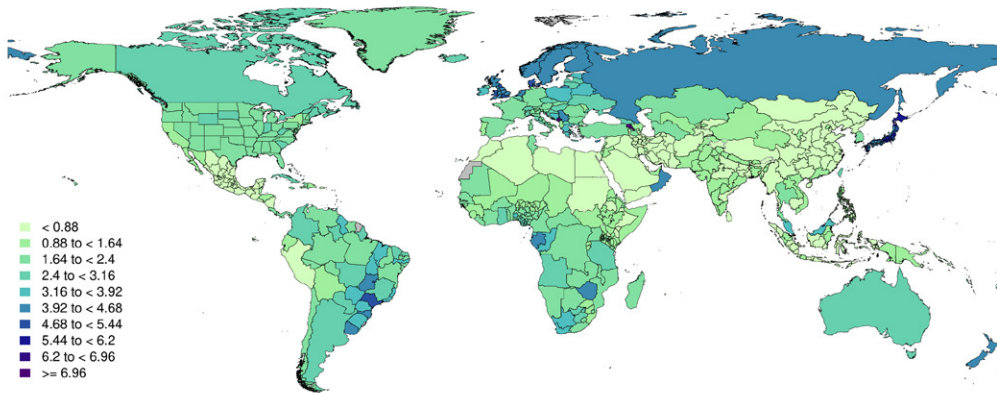 < 0.88
0.88 to < 1.64
1.64 to < 2.4
2.4 to < 3.16
3.16 to < 3.92
3.92 to < 4.68
4.68 to < 5.44
5.44 to < 6.2
6.2 to < 6.96
>= 6.96